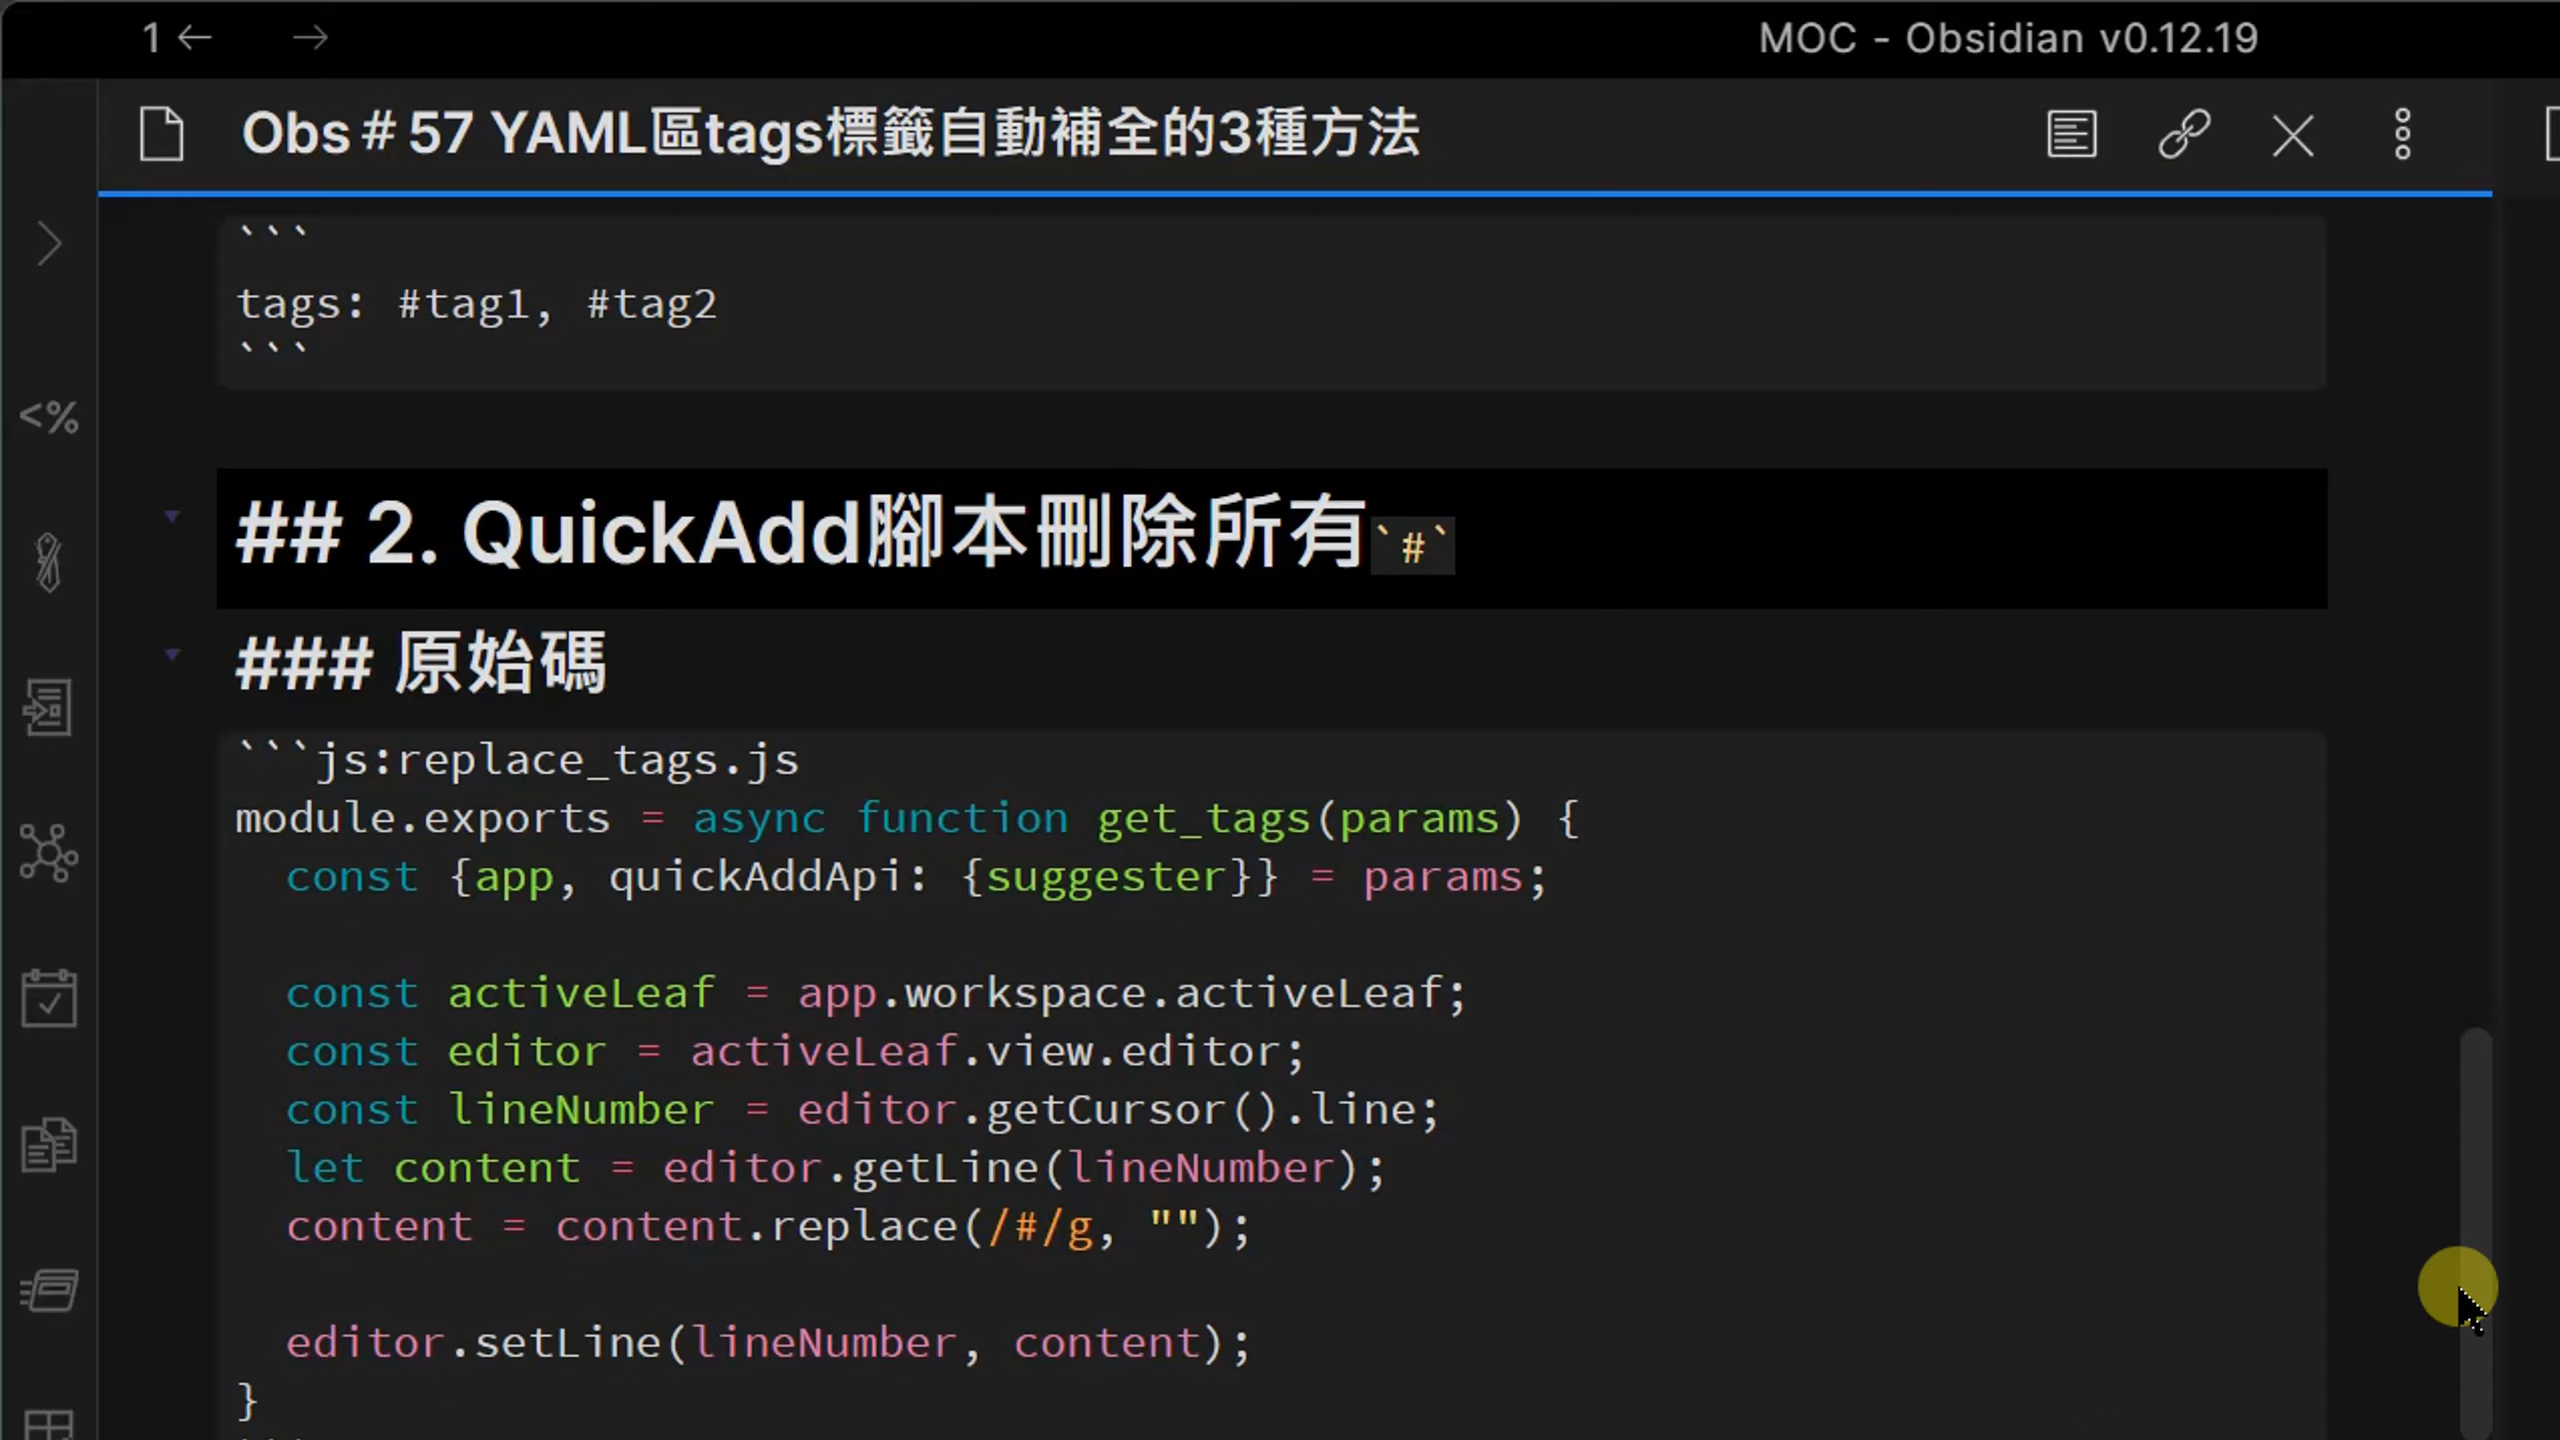 1
MOC - Obsidian v0.12.19
Obs＃57 YAML區tags標籤自動補全的3種方法
```
tags: #tag1, #tag2
```
<%
## 2. QuickAdd腳本刪除所有`#`
### 原始碼
```js:replace_tags.js
module.exports = async function get_tags(params) {
  const {app, quickAddApi: {suggester}} = params;
  const activeLeaf = app.workspace.activeLeaf;
  const editor = activeLeaf.view.editor;
  const lineNumber = editor.getCursor().line;
  let content = editor.getLine(lineNumber);
  content = content.replace(/#/g, "");
  editor.setLine(lineNumber, content);
}
```